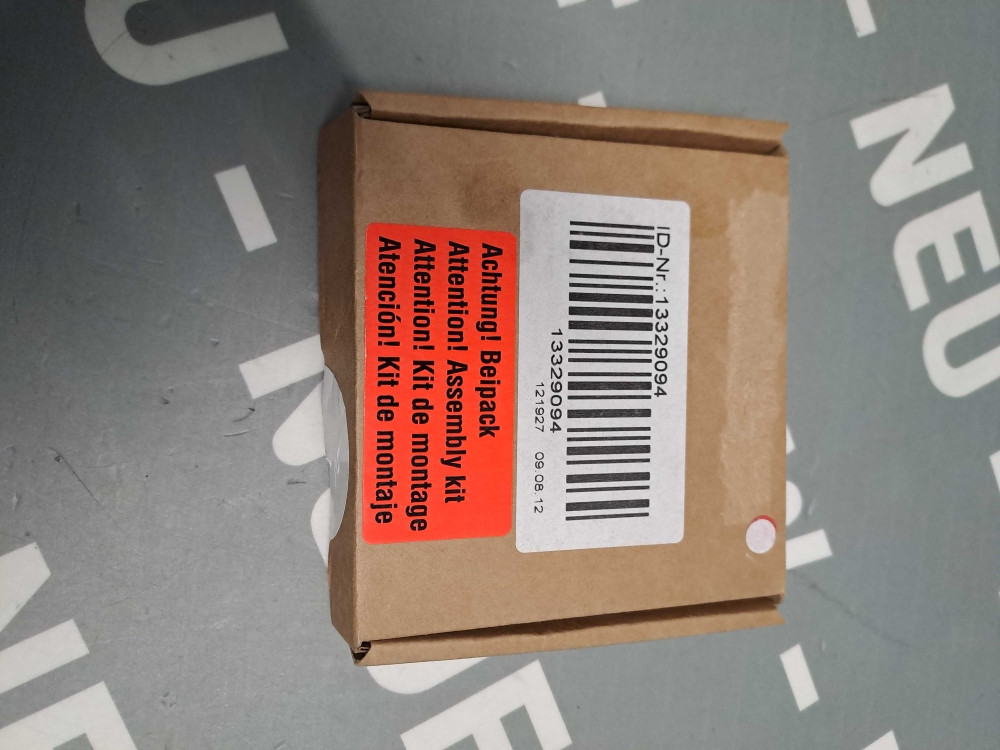 ID-Nr.:13329094
13329094
121927 09.08.12
Achtung! Beipack
Attention! Assembly kit
Attention! Kit de montage
Atención! Kit de montaje
NEU